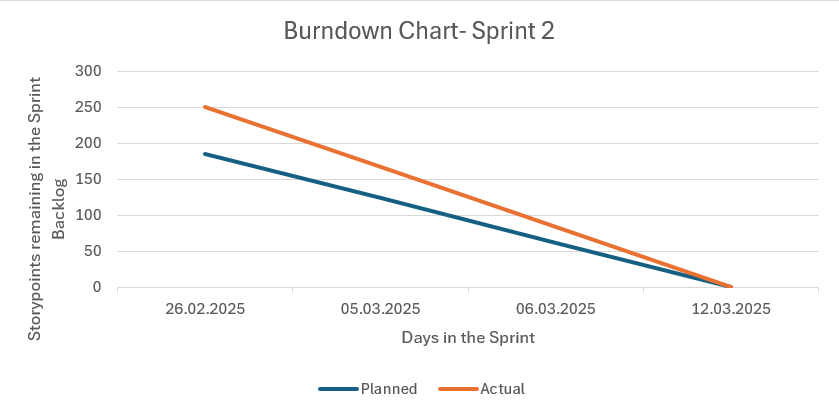 Burndown Chart- Sprint 2
Storypoints remaining in the Sprint
Backlog
300
250
200
150
100
50
0
26.02.2025 05.03.2025 06.03.2025 12.03.2025
Days in the Sprint
Planned Actual